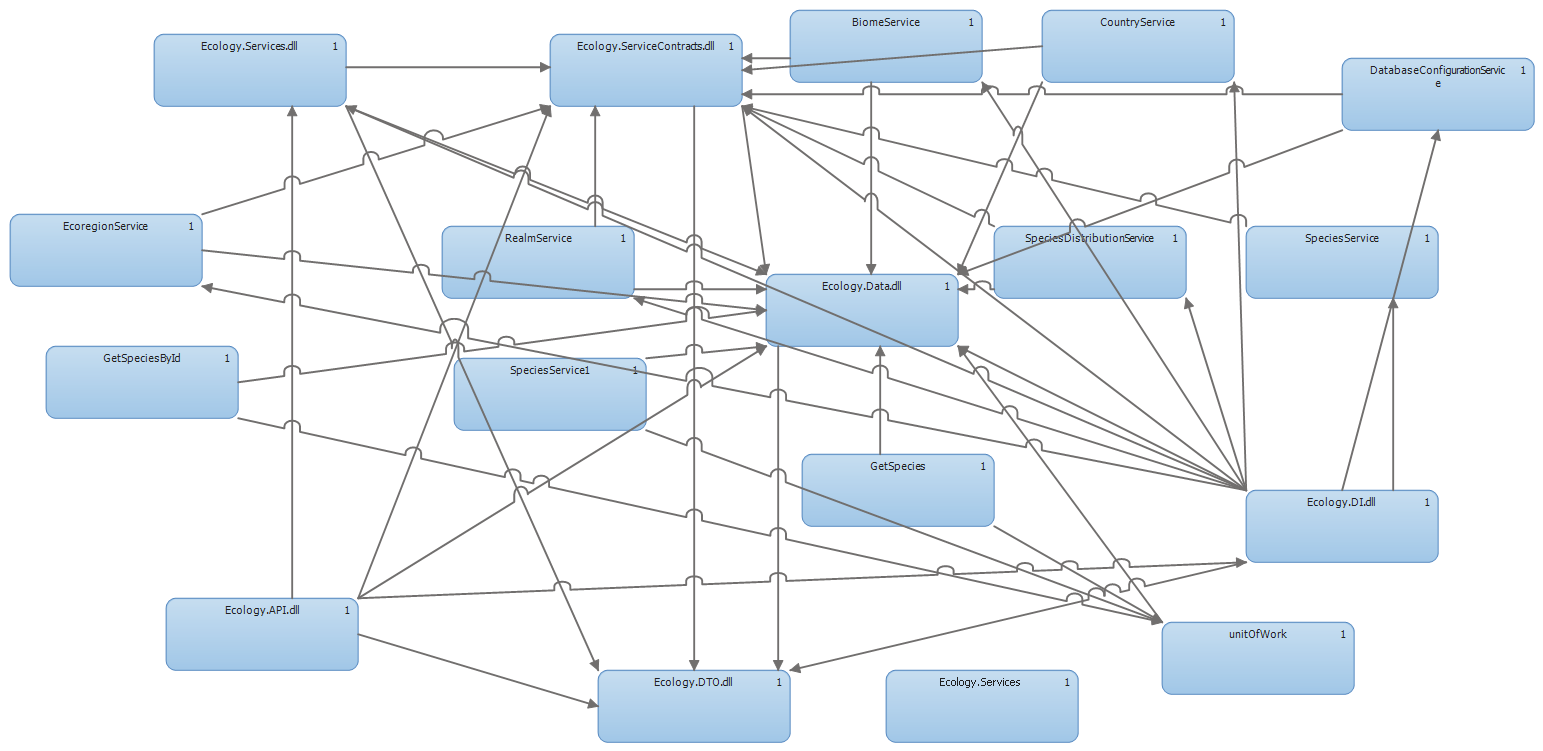 BiomeService 1
CountryService 1
Ecology.Services.dll 1
Ecology.ServiceContracts.dll 1
DatabaseConfigurationServic 1
e
EcoregionService 1
RealmService 1
SpeciesDistributionService 1
SpeciesService 1
Ecology.Data.dll 1
GetSpeciesById 1
SpeciesService1 1
GetSpecies 1
Ecology.DI.dll 1
Ecology.API.dll 1
unitOfWork 1
Ecology.DTO.dll 1
Ecology.Services 1